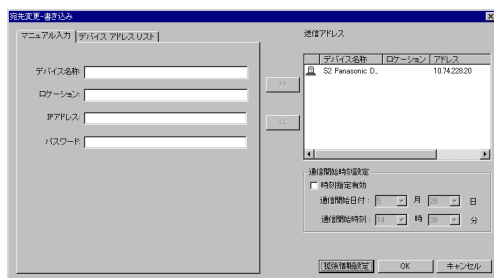 宛先変更-書き込み
マニュアル入力 デバイス アドレス リスト
デバイス名称:
ロケーション:
IPアドレス:
パスワード:
>>
<<
送信アドレス
デバイス名称 ロケーション アドレス
S2 Panasonic D.. 10.74.228.20
通信開始時刻設定
時刻指定有効
通信開始日付: 5 月 26 日
通信開始時刻: 14 時 38 分
拡張情報設定 OK キャンセル